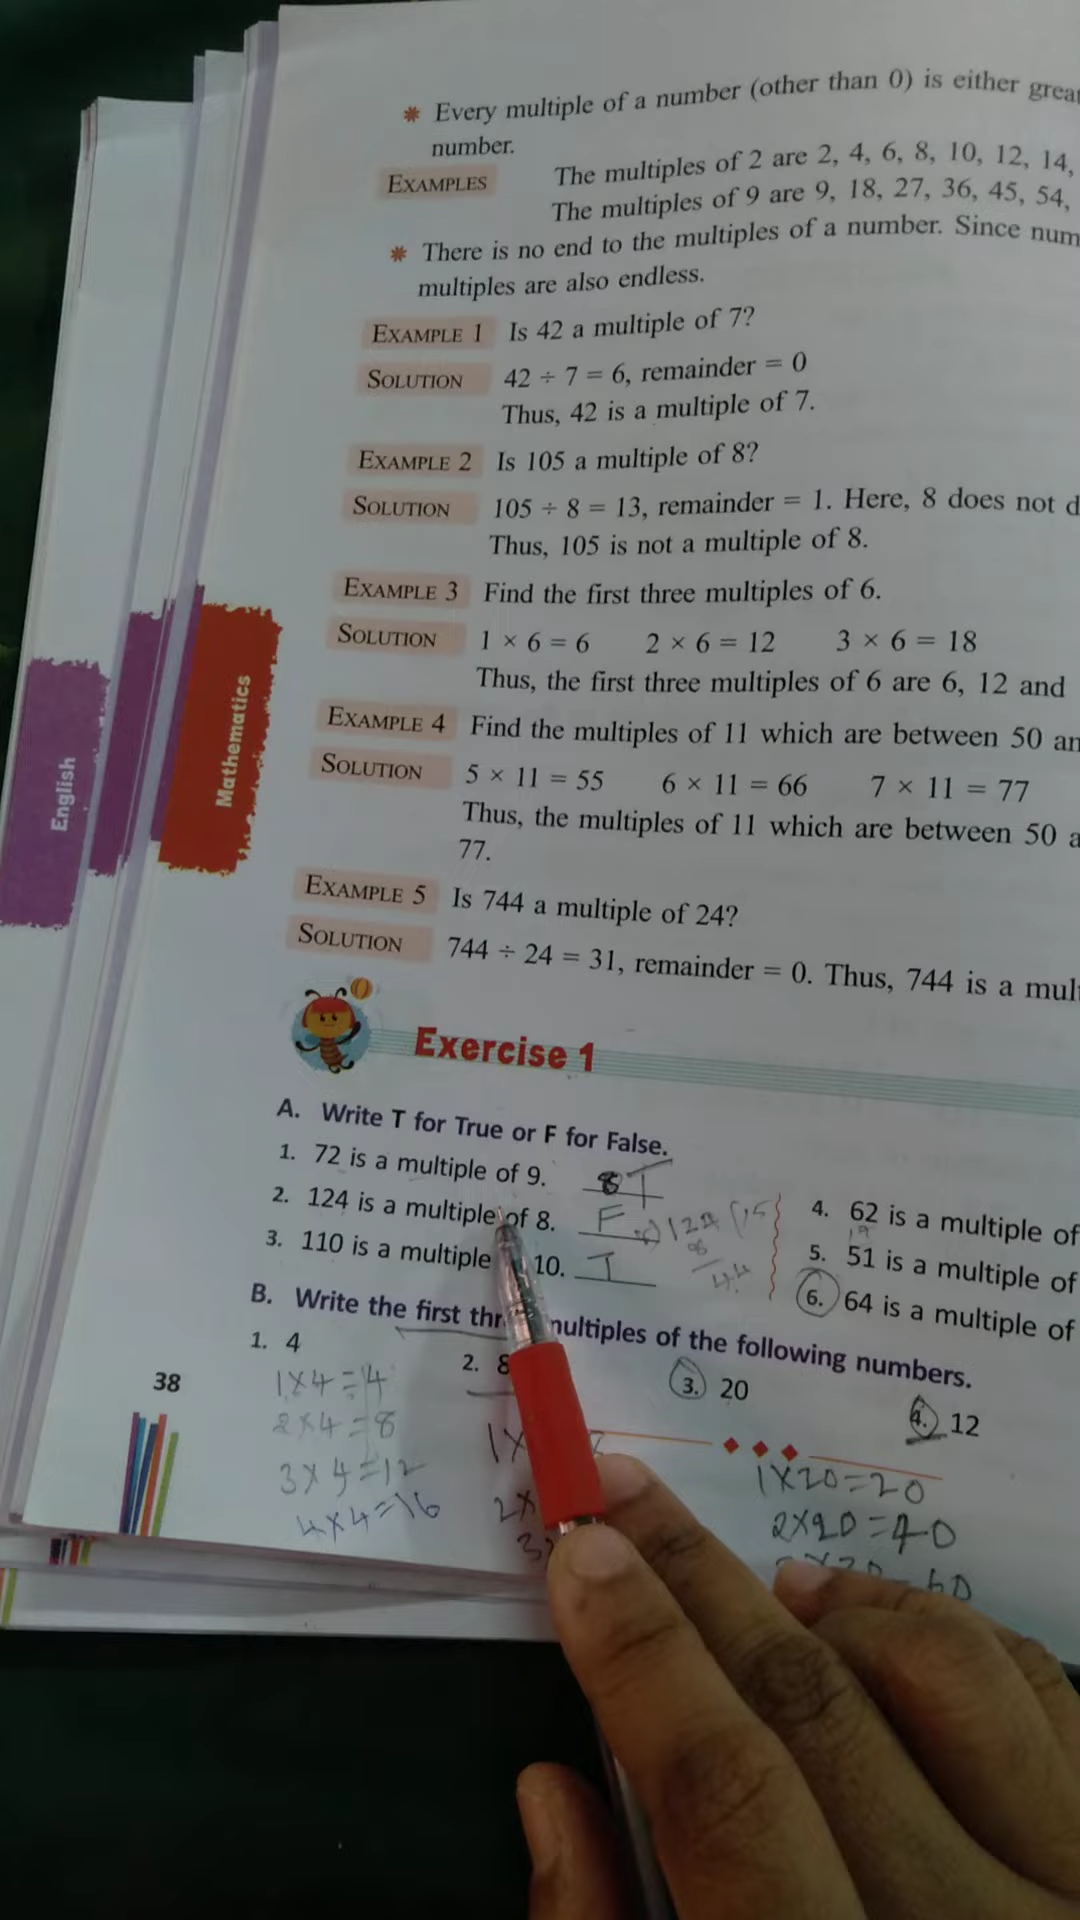 * Every multiple of a number (other than 0) is either grea
number.
EXAMPLES The multiples of 2 are 2, 4, 6, 8, 10, 12, 14,
The multiples of 9 are 9, 18, 27, 36, 45, 54,
* There is no end to the multiples of a number. Since num
multiples are also endless.
EXAMPLE 1 Is 42 a multiple of 7?
SOLUTION 42 ÷ 7 = 6, remainder = 0
Thus, 42 is a multiple of 7.
EXAMPLE 2 Is 105 a multiple of 8?
SOLUTION 105 ÷ 8 = 13, remainder = 1. Here, 8 does not d
Thus, 105 is not a multiple of 8.
EXAMPLE 3 Find the first three multiples of 6.
SOLUTION 1 × 6 = 6 2 × 6 = 12 3 × 6 = 18
Thus, the first three multiples of 6 are 6, 12 and
EXAMPLE 4 Find the multiples of 11 which are between 50 an
SOLUTION 5 × 11 = 55 6 × 11 = 66 7 × 11 = 77
Thus, the multiples of 11 which are between 50 a
77.
EXAMPLE 5 Is 744 a multiple of 24?
SOLUTION 744 ÷ 24 = 31, remainder = 0. Thus, 744 is a mult
English
Mathematics
Exercise 1
A. Write T for True or F for False.
1. 72 is a multiple of 9. T
2. 124 is a multiple of 8. F
3. 110 is a multiple 10. T
4. 62 is a multiple of
5. 51 is a multiple of
6. 64 is a multiple of
B. Write the first thr multiples of the following numbers.
1. 4
2. 8
3. 20
4. 12
38
1×4=4
2×4=8
3×4=12
4×4=16
1×
2×
1×20=20
2×20=40
60